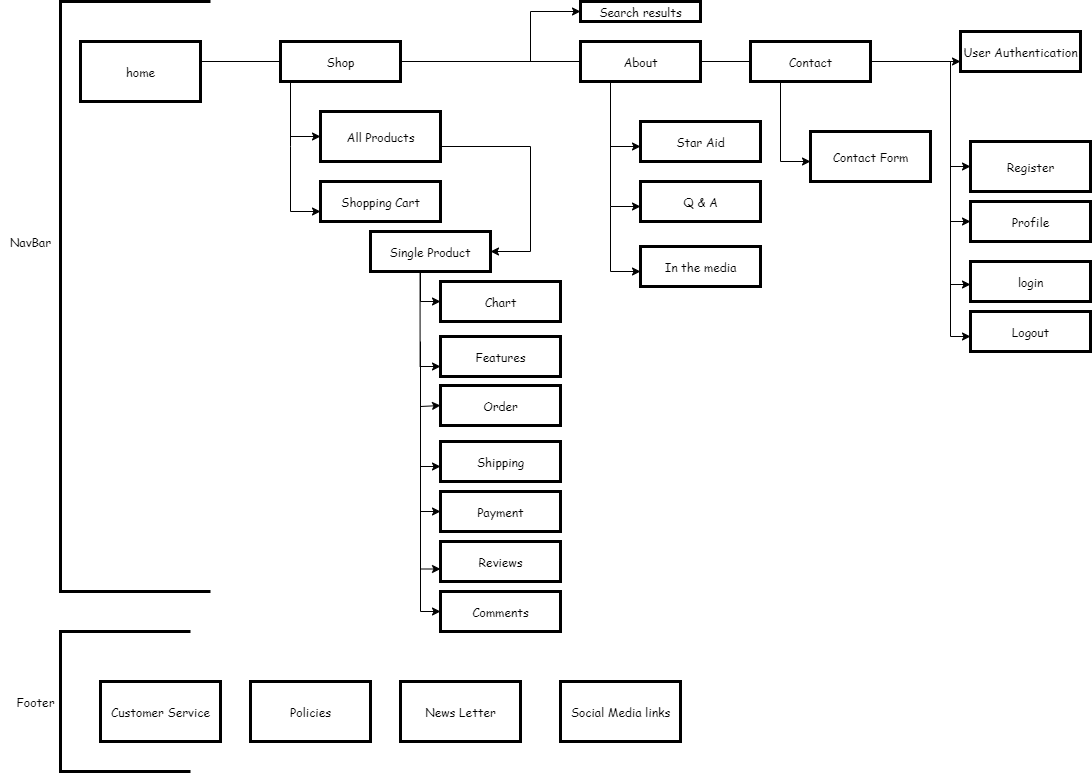 Search results
home
Shop
About
Contact
User Authentication
All Products
Star Aid
Contact Form
Register
Shopping Cart
Q & A
Profile
NavBar
Single Product
In the media
login
Chart
Logout
Features
Order
Shipping
Payment
Reviews
Comments
Footer
Customer Service
Policies
News Letter
Social Media links